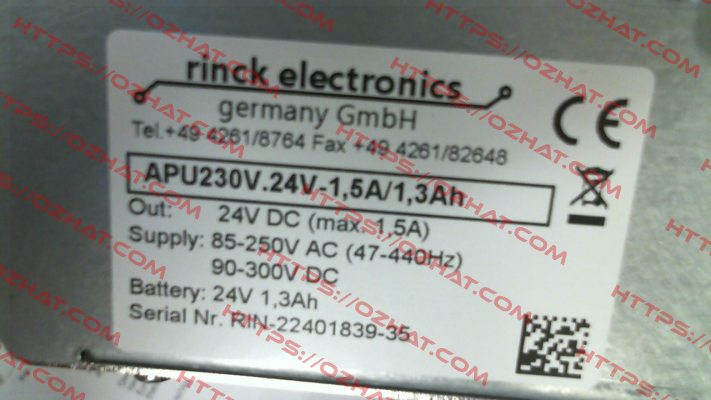 rinck electronics
germany GmbH
Tel.+49 4261/8764 Fax +49 4261/82648
CE
APU230V.24V-1,5A/1,3Ah
Out: 24V DC (max. 1,5A)
Supply: 85-250V AC (47-440Hz)
90-300V DC
Battery: 24V 1,3Ah
Serial Nr. RIN-22401839-35
HTTPS://OZHAT.COM